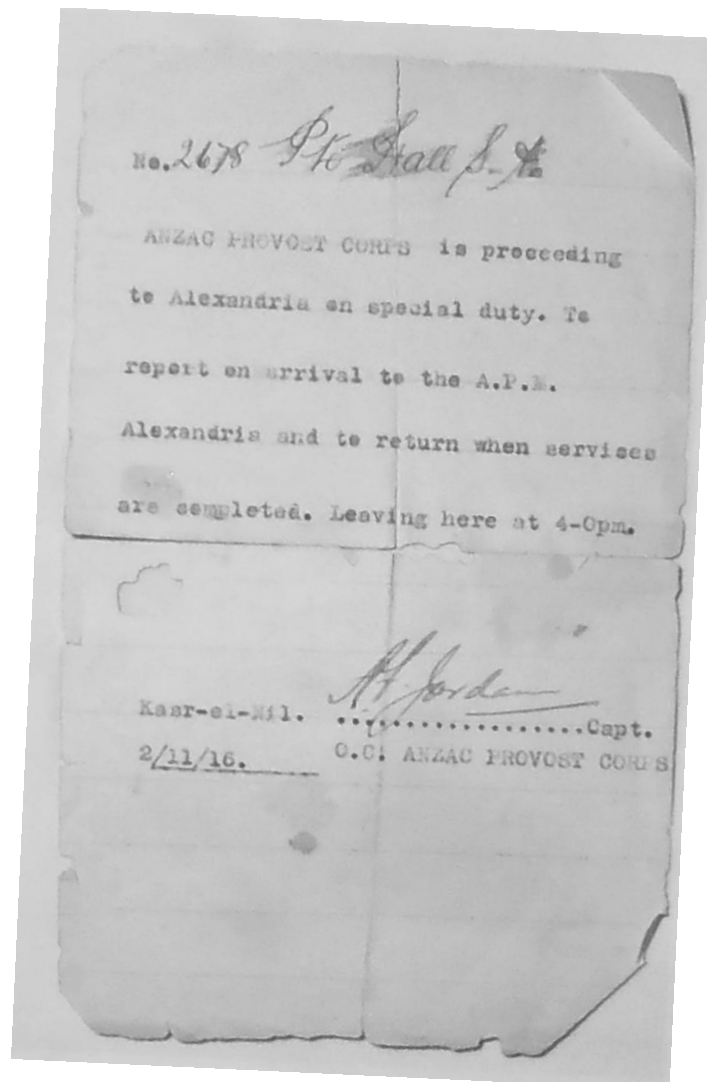 No. 2678 Pte Hall S. A.
ANZAC PROVOST CORPS is proceeding
to Alexandria on special duty. To
report on arrival to the A.P.M.
Alexandria and to return when services
are completed. Leaving here at 4-0pm.
Kasr-el-Nil. A.F. Jordan ...................Capt.
2/11/16. O.C. ANZAC PROVOST CORPS